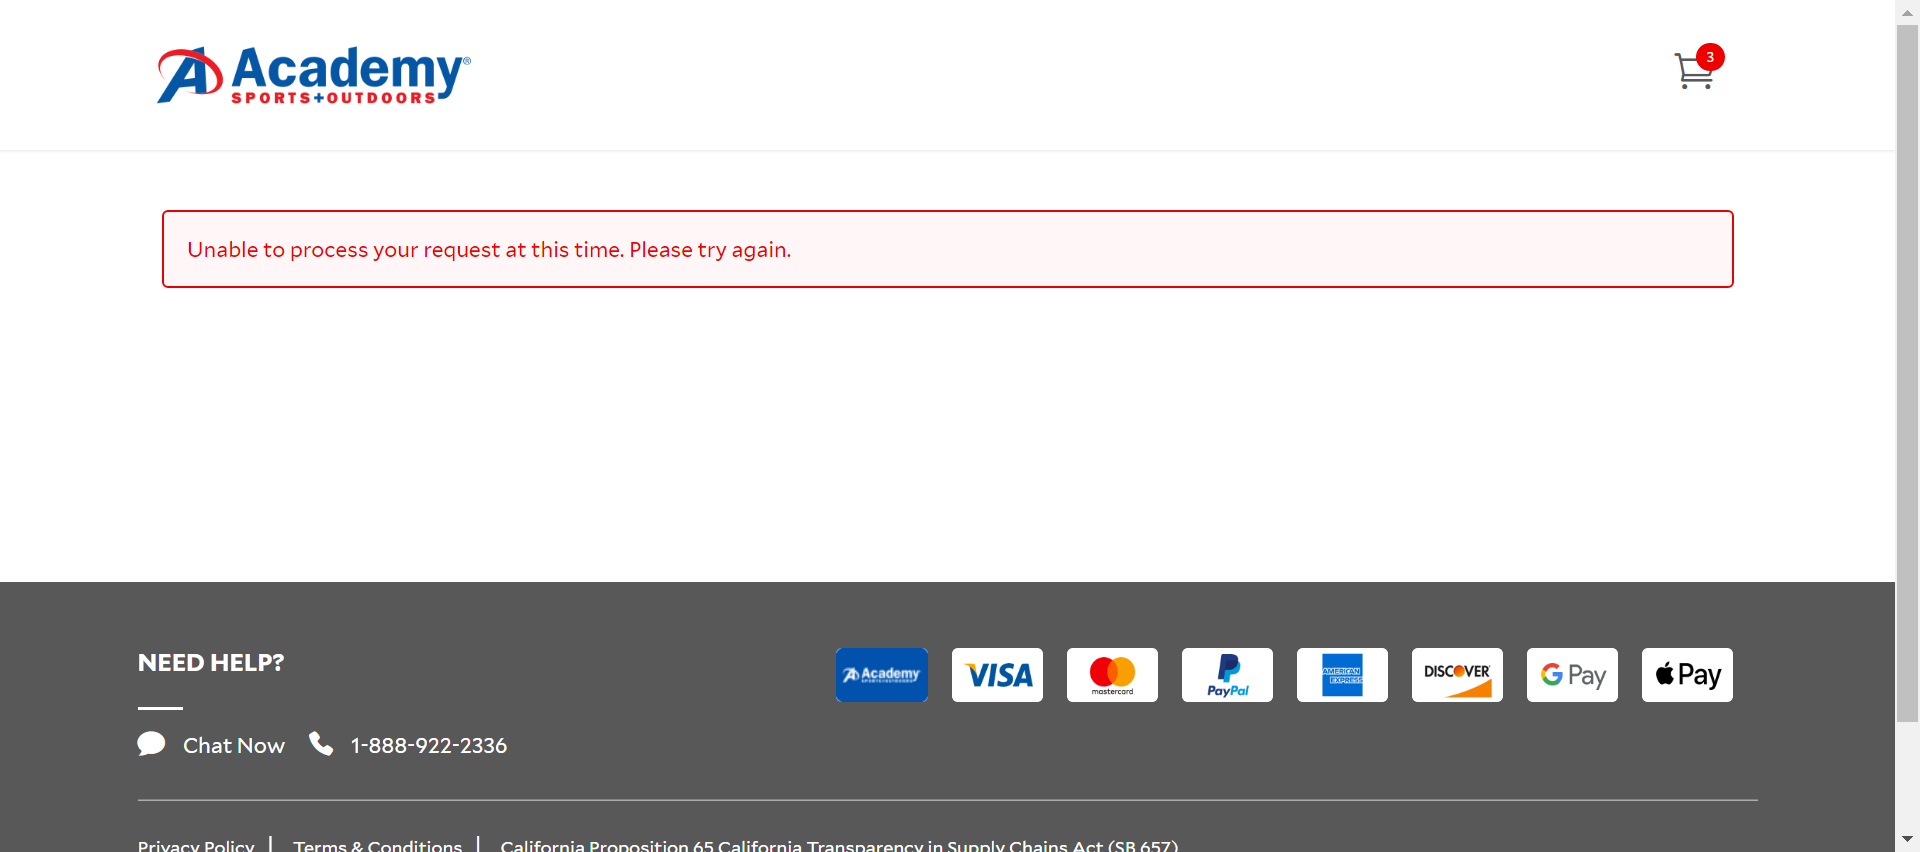 Academy®
SPORTS+OUTDOORS
3
Unable to process your request at this time. Please try again.
NEED HELP?
Academy
SPORTS+OUTDOORS
VISA
mastercard
PayPal
AMERICAN EXPRESS
DISCOVER
G Pay
Pay
Chat Now
1-888-922-2336
Privacy Policy | Terms & Conditions | California Proposition 65 California Transparency in Supply Chains Act (SB 657)